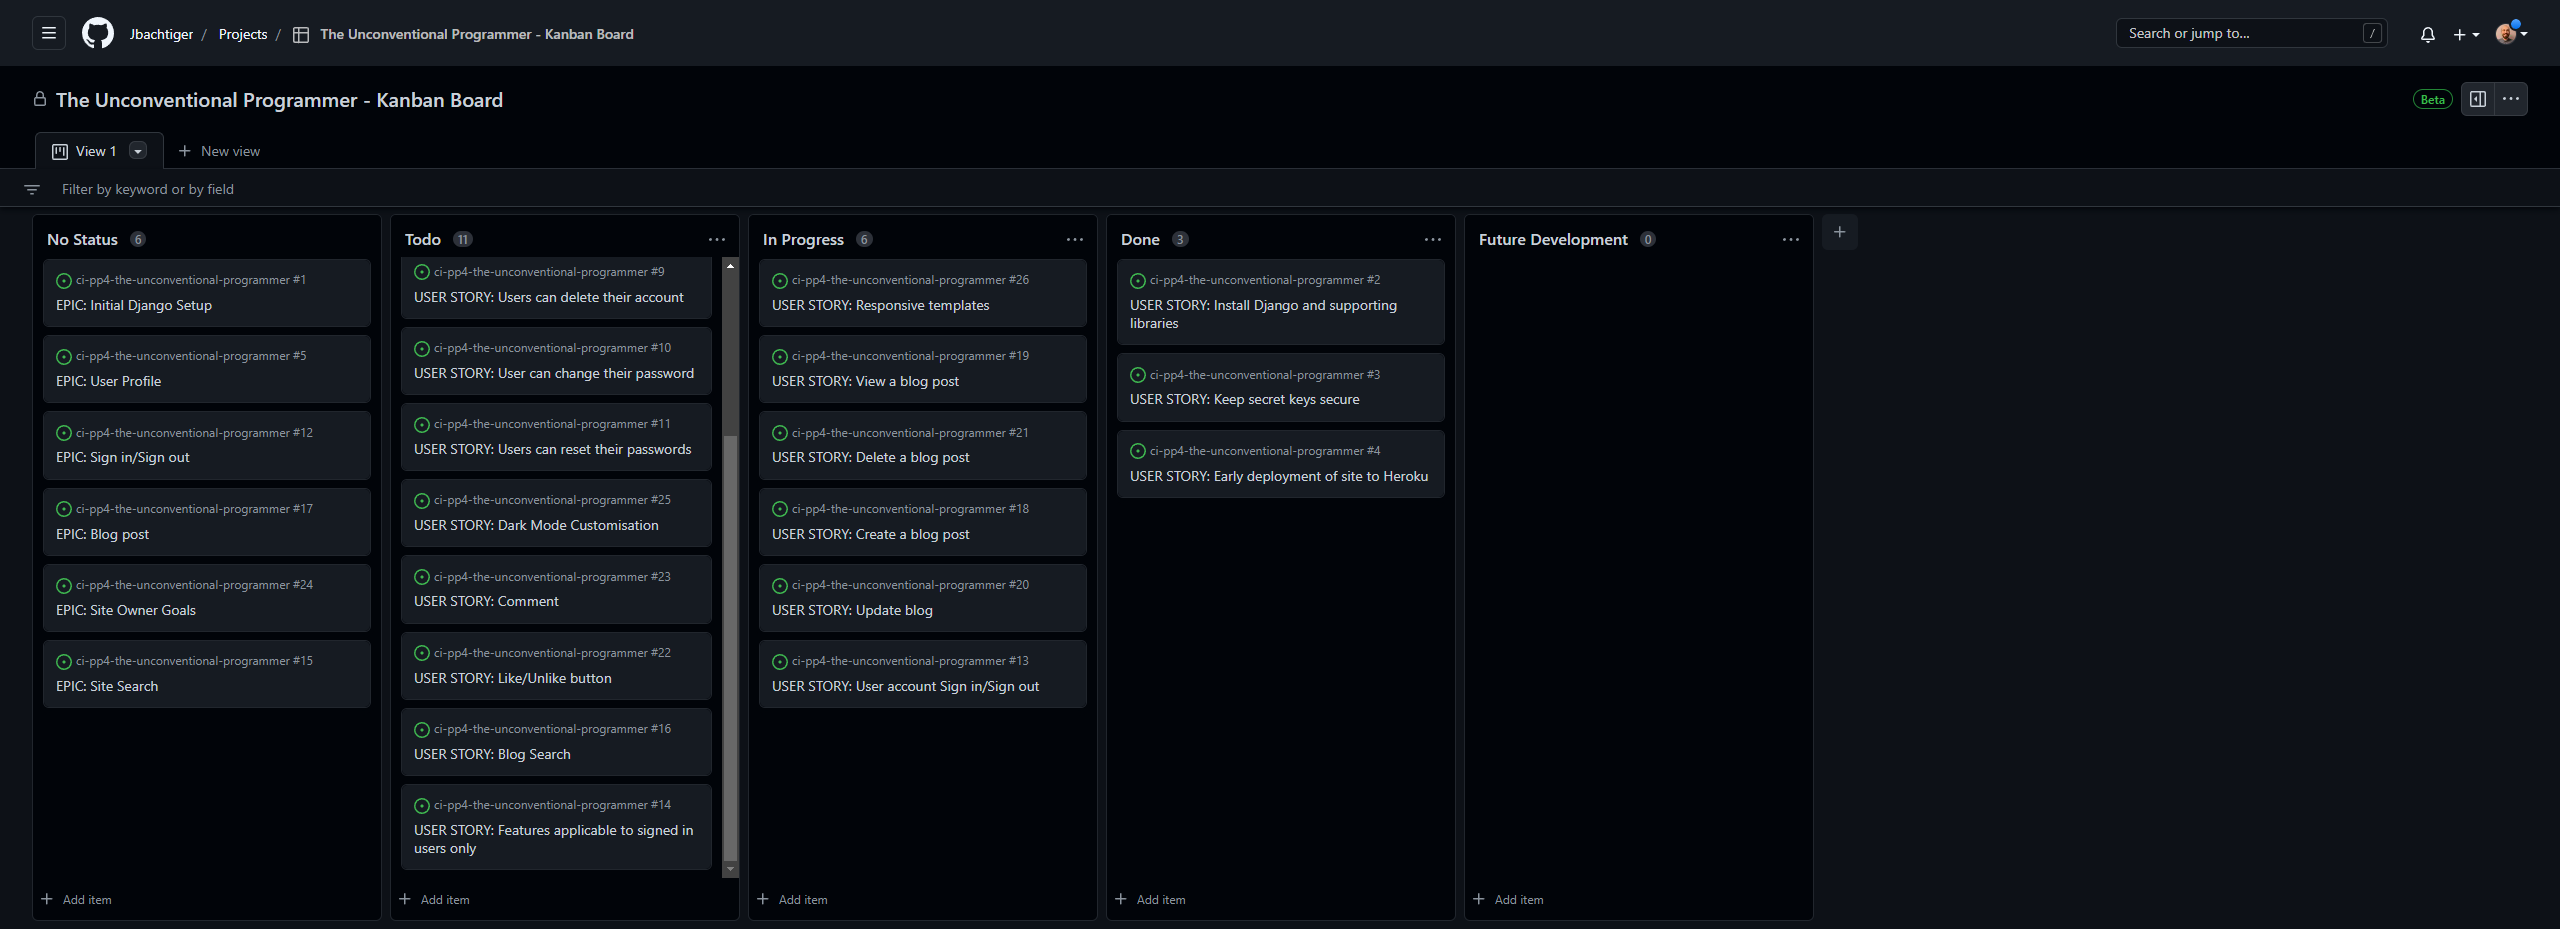 Jbachtiger / Projects / The Unconventional Programmer - Kanban Board
Search or jump to... /
The Unconventional Programmer - Kanban Board
Beta
View 1
New view
Filter by keyword or by field
No Status 6
ci-pp4-the-unconventional-programmer #1
EPIC: Initial Django Setup
ci-pp4-the-unconventional-programmer #5
EPIC: User Profile
ci-pp4-the-unconventional-programmer #12
EPIC: Sign in/Sign out
ci-pp4-the-unconventional-programmer #17
EPIC: Blog post
ci-pp4-the-unconventional-programmer #24
EPIC: Site Owner Goals
ci-pp4-the-unconventional-programmer #15
EPIC: Site Search
Add item
Todo 11
ci-pp4-the-unconventional-programmer #9
USER STORY: Users can delete their account
ci-pp4-the-unconventional-programmer #10
USER STORY: User can change their password
ci-pp4-the-unconventional-programmer #11
USER STORY: Users can reset their passwords
ci-pp4-the-unconventional-programmer #25
USER STORY: Dark Mode Customisation
ci-pp4-the-unconventional-programmer #23
USER STORY: Comment
ci-pp4-the-unconventional-programmer #22
USER STORY: Like/Unlike button
ci-pp4-the-unconventional-programmer #16
USER STORY: Blog Search
ci-pp4-the-unconventional-programmer #14
USER STORY: Features applicable to signed in
users only
Add item
In Progress 6
ci-pp4-the-unconventional-programmer #26
USER STORY: Responsive templates
ci-pp4-the-unconventional-programmer #19
USER STORY: View a blog post
ci-pp4-the-unconventional-programmer #21
USER STORY: Delete a blog post
ci-pp4-the-unconventional-programmer #18
USER STORY: Create a blog post
ci-pp4-the-unconventional-programmer #20
USER STORY: Update blog
ci-pp4-the-unconventional-programmer #13
USER STORY: User account Sign in/Sign out
Add item
Done 3
ci-pp4-the-unconventional-programmer #2
USER STORY: Install Django and supporting
libraries
ci-pp4-the-unconventional-programmer #3
USER STORY: Keep secret keys secure
ci-pp4-the-unconventional-programmer #4
USER STORY: Early deployment of site to Heroku
Add item
Future Development 0
Add item